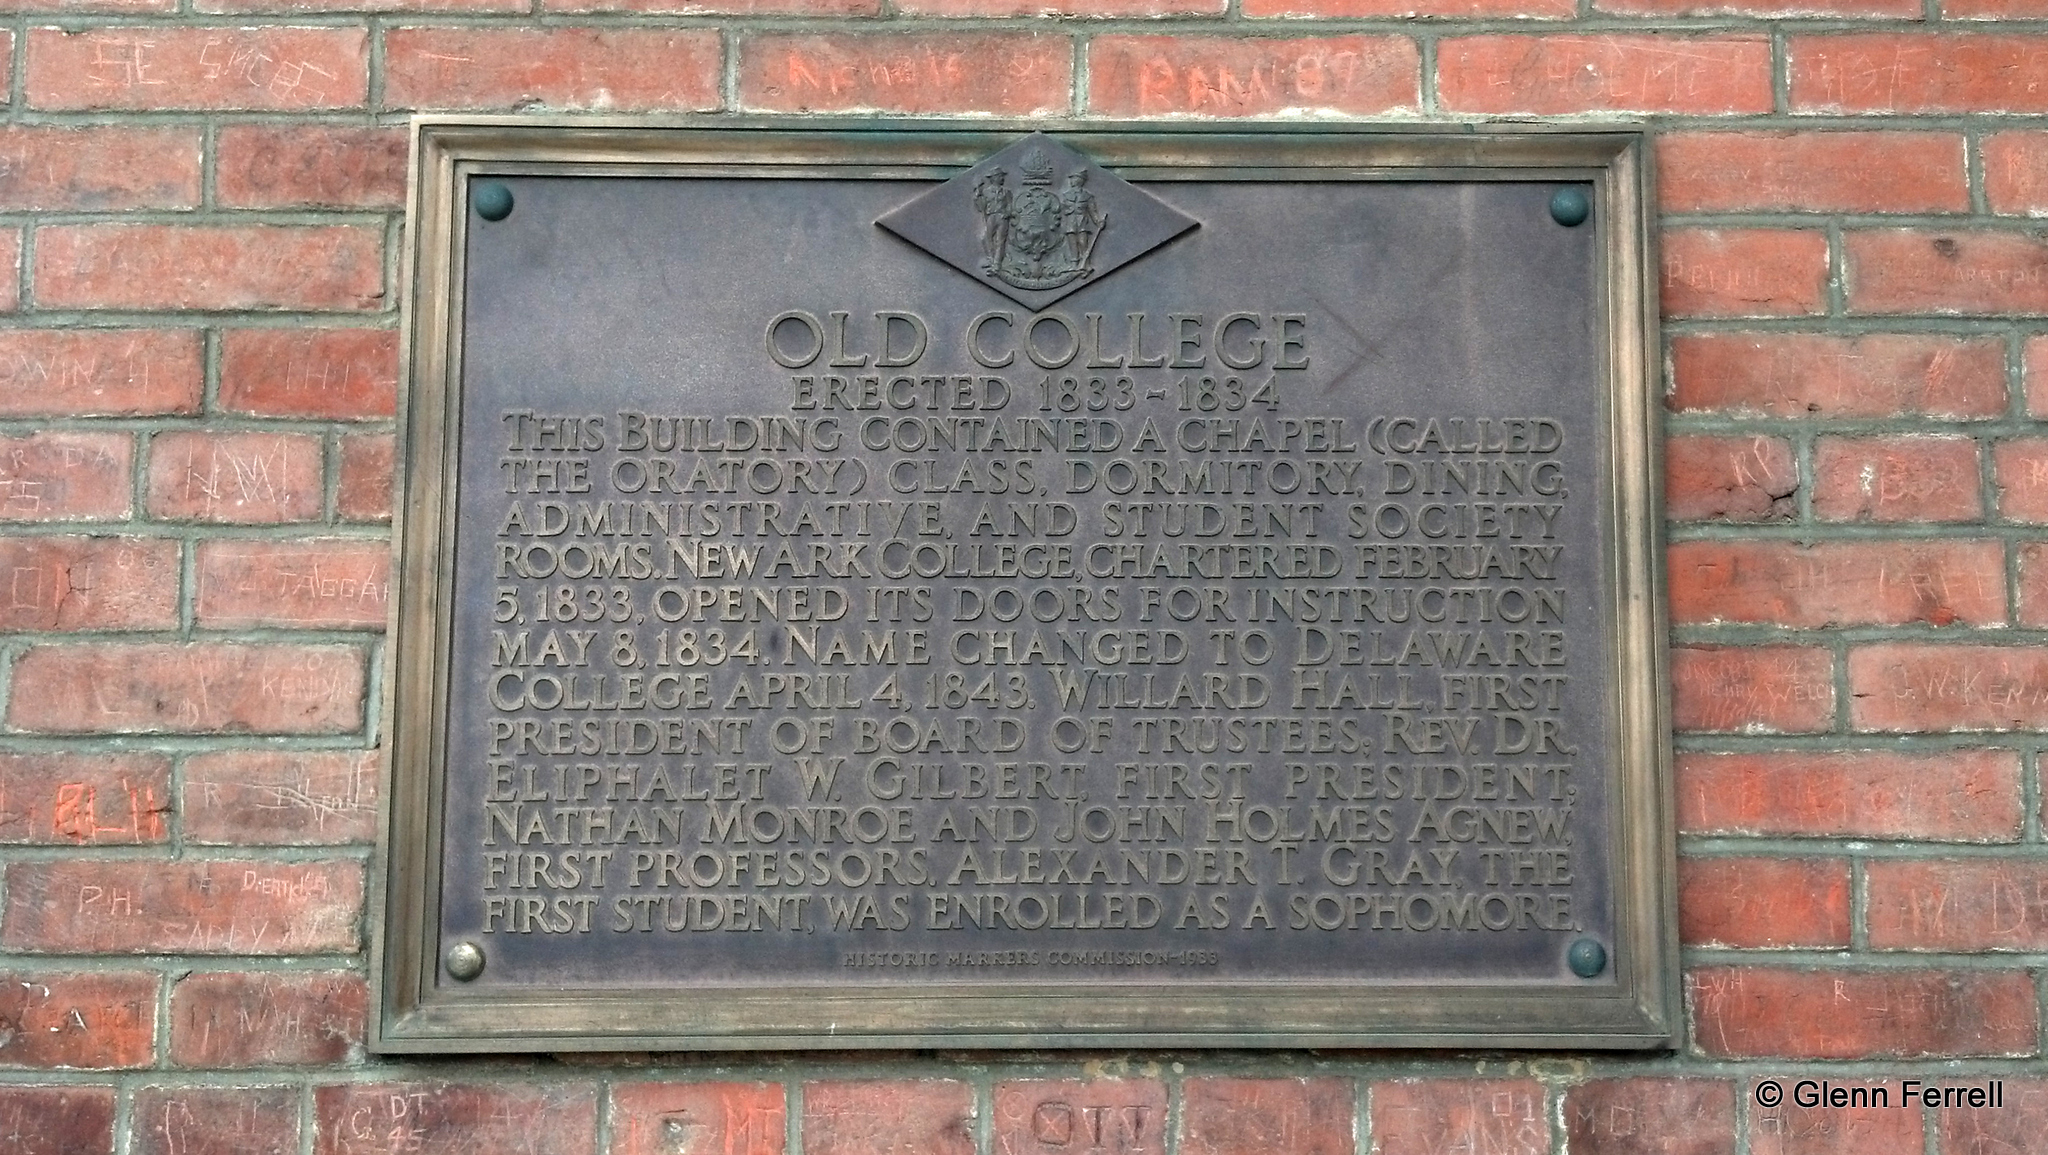 OLD COLLEGE
ERECTED 1833-1834
THIS BUILDING CONTAINED A CHAPEL (CALLED
THE ORATORY) CLASS, DORMITORY, DINING,
ADMINISTRATIVE, AND STUDENT SOCIETY
ROOMS. NEWARK COLLEGE, CHARTERED FEBRUARY
5, 1833, OPENED ITS DOORS FOR INSTRUCTION
MAY 8, 1834. NAME CHANGED TO DELAWARE
COLLEGE APRIL 4, 1843. WILLARD HALL, FIRST
PRESIDENT OF BOARD OF TRUSTEES; REV. DR.
ELIPHALET W. GILBERT, FIRST PRESIDENT;
NATHAN MONROE AND JOHN HOLMES AGNEW,
FIRST PROFESSORS. ALEXANDER T. GRAY, THE
FIRST STUDENT, WAS ENROLLED AS A SOPHOMORE.
HISTORIC MARKERS COMMISSION-1933
KP
P.H.
DT
45
© Glenn Ferrell